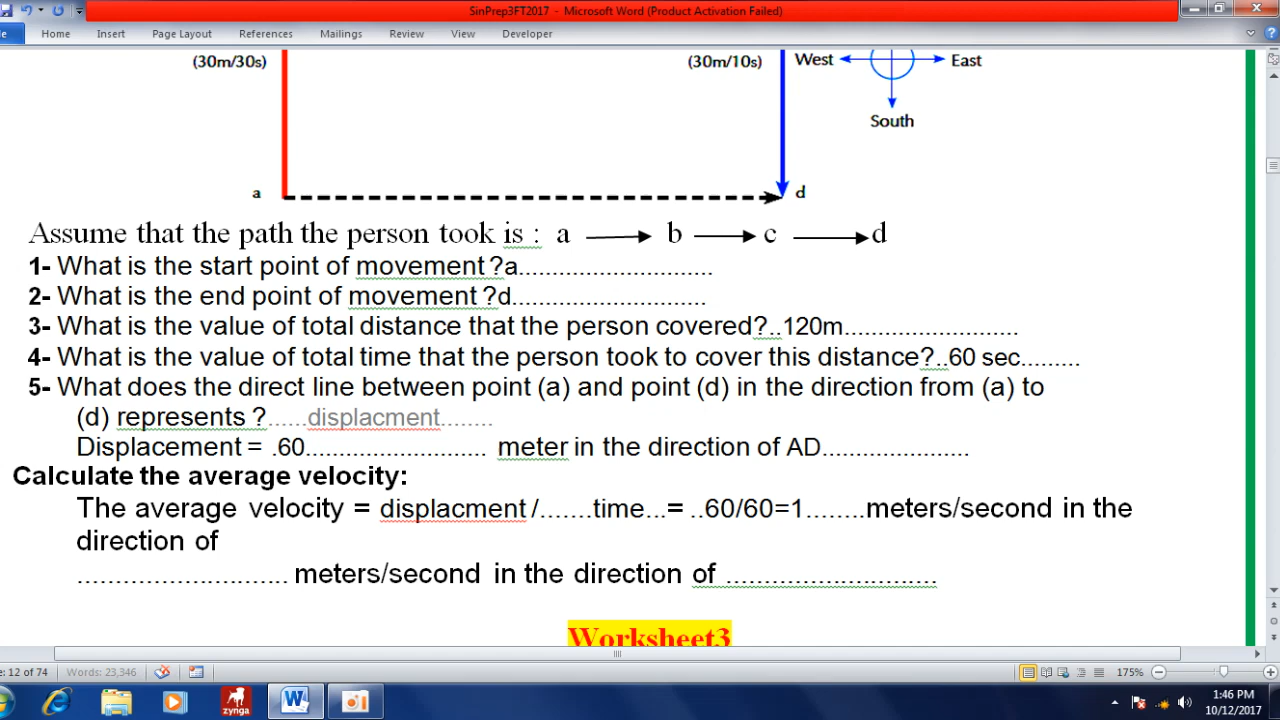 SinPrep3FT2017 - Microsoft Word (Product Activation Failed)
Home Insert Page Layout References Mailings Review View Developer
(30m/30s) (30m/10s) West East
South
a d
Assume that the path the person took is : a b c d
1- What is the start point of movement ?a.............................
2- What is the end point of movement ?d.............................
3- What is the value of total distance that the person covered?..120m..........................
4- What is the value of total time that the person took to cover this distance?..60 sec.........
5- What does the direct line between point (a) and point (d) in the direction from (a) to
(d) represents ?......displacment........
Displacement = .60........................... meter in the direction of AD......................
Calculate the average velocity:
The average velocity = displacment /.......time...= ..60/60=1........meters/second in the
direction of
............................ meters/second in the direction of ............................
Worksheet3
e: 12 of 74 Words: 23,346 175%
zynga
1:46 PM
10/12/2017